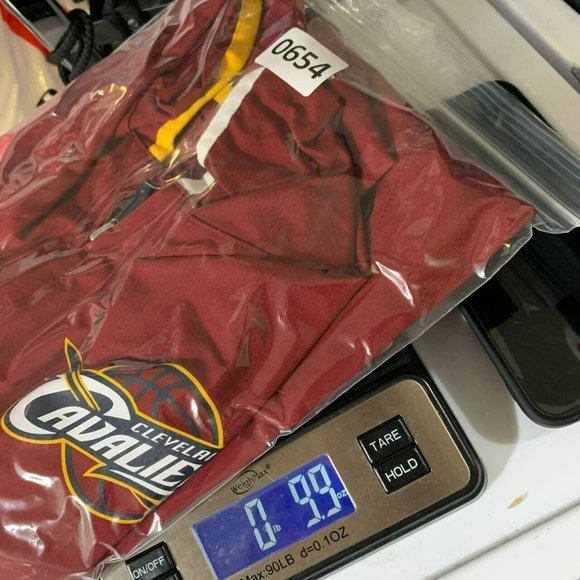 0654
CLEVELA
CAVALIE
TARE
HOLD
WeighMax
0 lb 9.9 oz
ON/OFF
Max:90LB d=0.1OZ